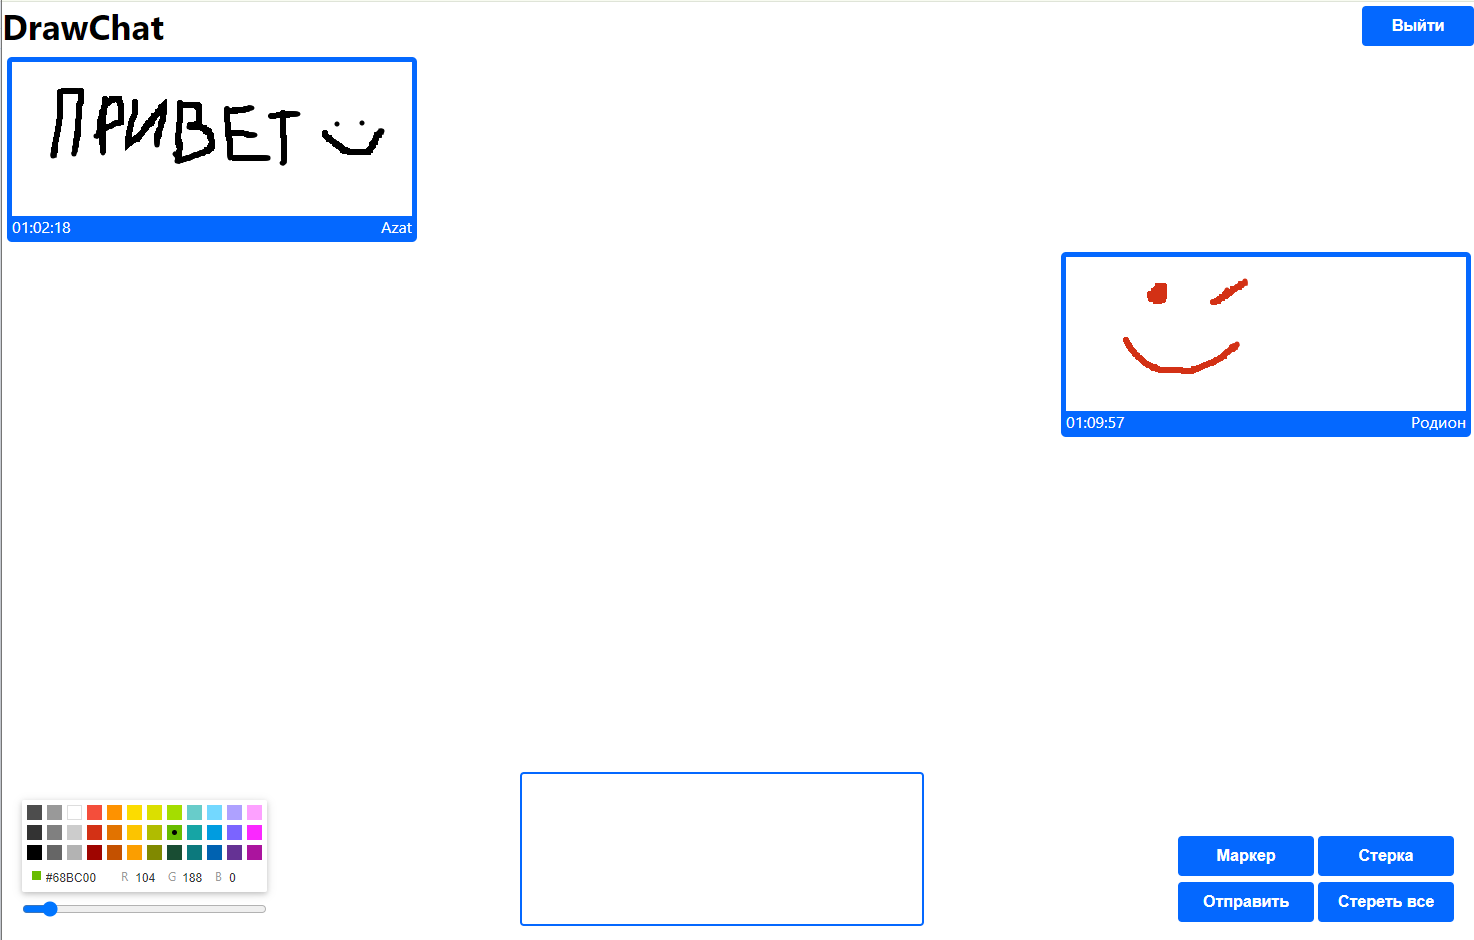 DrawChat
Выйти
ПРИВЕТ
01:02:18 Azat
01:09:57 Родион
#68BC00 R 104 G 188 B 0
Маркер Стерка
Отправить Стереть все